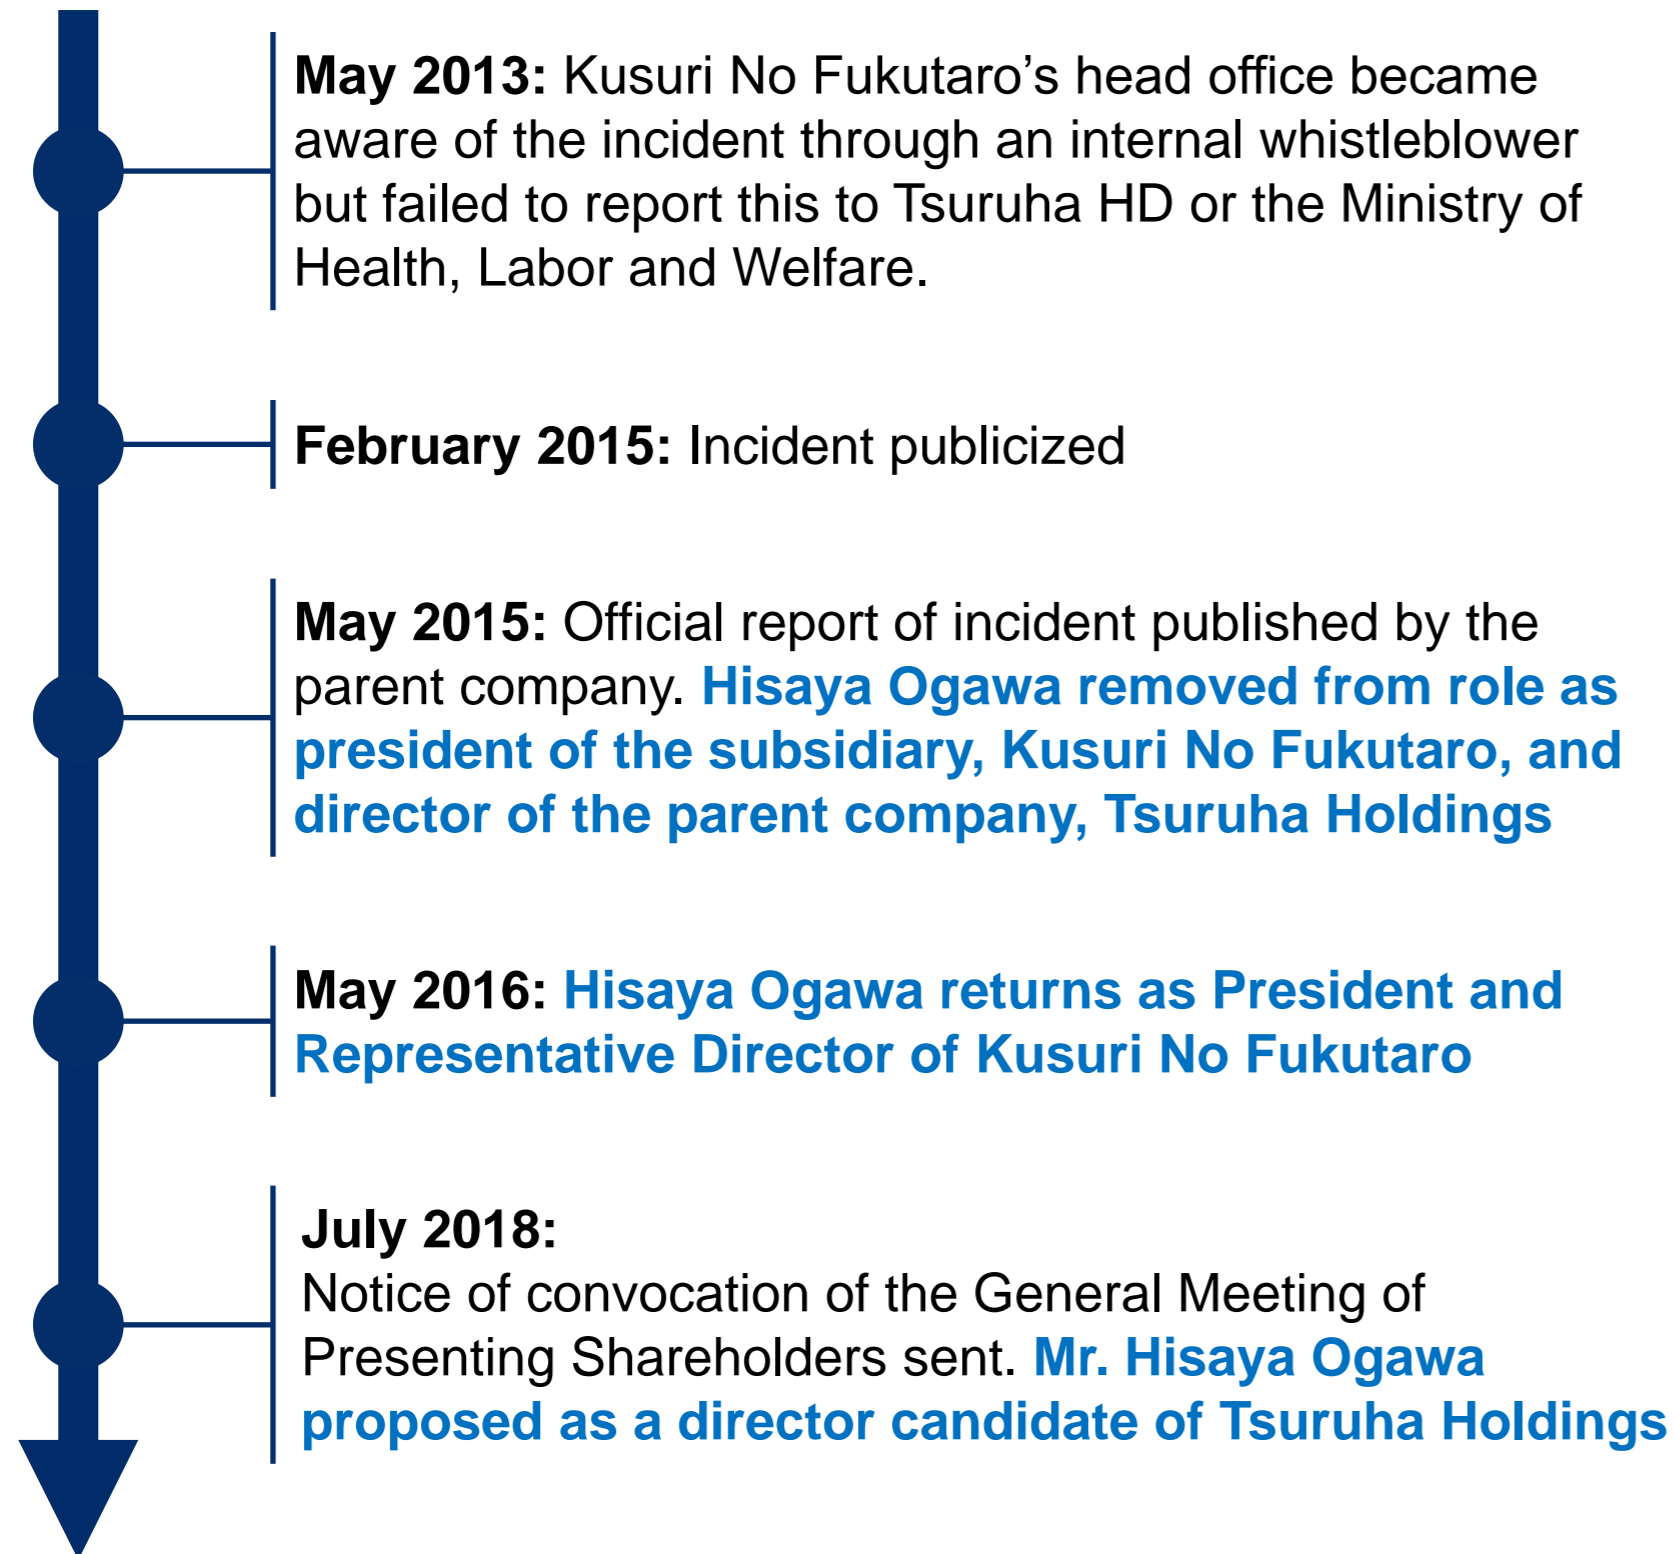 May 2013: Kusuri No Fukutaro’s head office became
aware of the incident through an internal whistleblower
but failed to report this to Tsuruha HD or the Ministry of
Health, Labor and Welfare.
February 2015: Incident publicized
May 2015: Official report of incident published by the
parent company. Hisaya Ogawa removed from role as
president of the subsidiary, Kusuri No Fukutaro, and
director of the parent company, Tsuruha Holdings
May 2016: Hisaya Ogawa returns as President and
Representative Director of Kusuri No Fukutaro
July 2018:
Notice of convocation of the General Meeting of
Presenting Shareholders sent. Mr. Hisaya Ogawa
proposed as a director candidate of Tsuruha Holdings